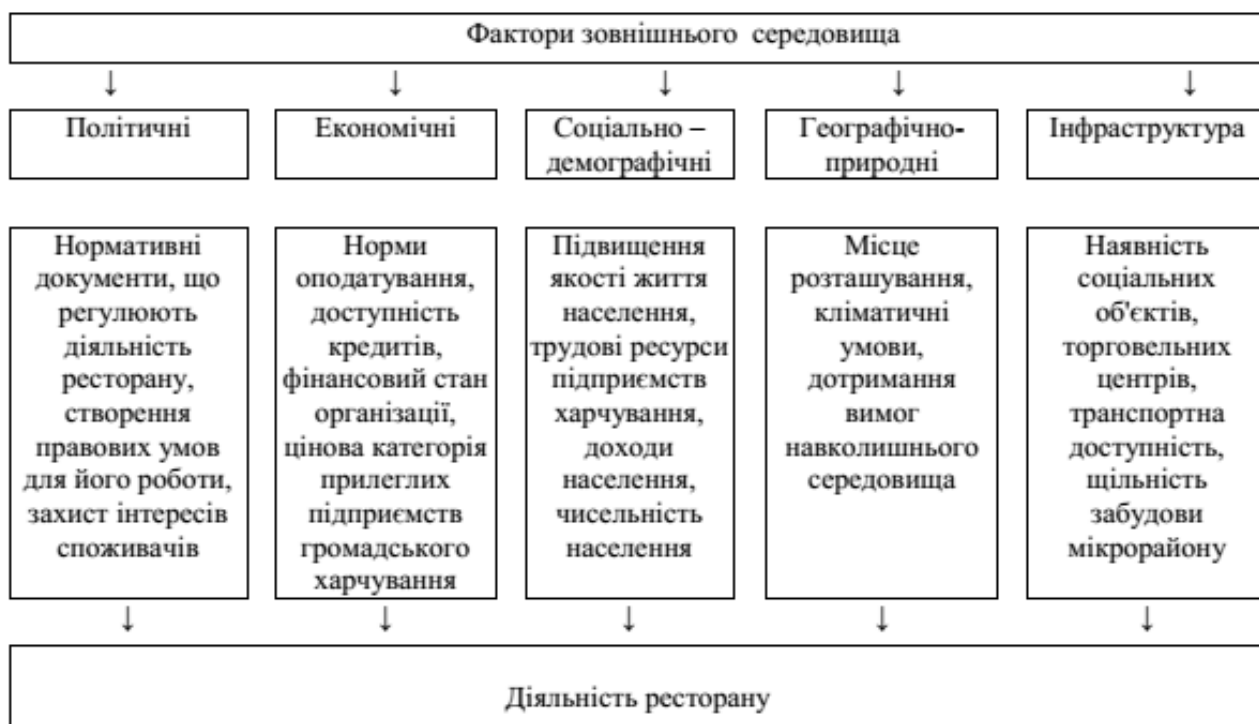 Фактори зовнішнього середовища
↓ ↓ ↓ ↓ ↓
Політичні
Економічні
Соціально –
демографічні
Географічно-
природні
Інфраструктура
Нормативні
документи, що
регулюють
діяльність
ресторану,
створення
правових умов
для його роботи,
захист інтересів
споживачів
Норми
оподатування,
доступність
кредитів,
фінансовий стан
організації,
цінова категорія
прилеглих
підприємств
громадського
харчування
Підвищення
якості життя
населення,
трудові ресурси
підприємств
харчування,
доходи
населення,
чисельність
населення
Місце
розташування,
кліматичні
умови,
дотримання
вимог
навколишнього
середовища
Наявність
соціальних
об'єктів,
торговельних
центрів,
транспортна
доступність,
щільність
забудови
мікрорайону
↓ ↓ ↓ ↓ ↓
Діяльність ресторану